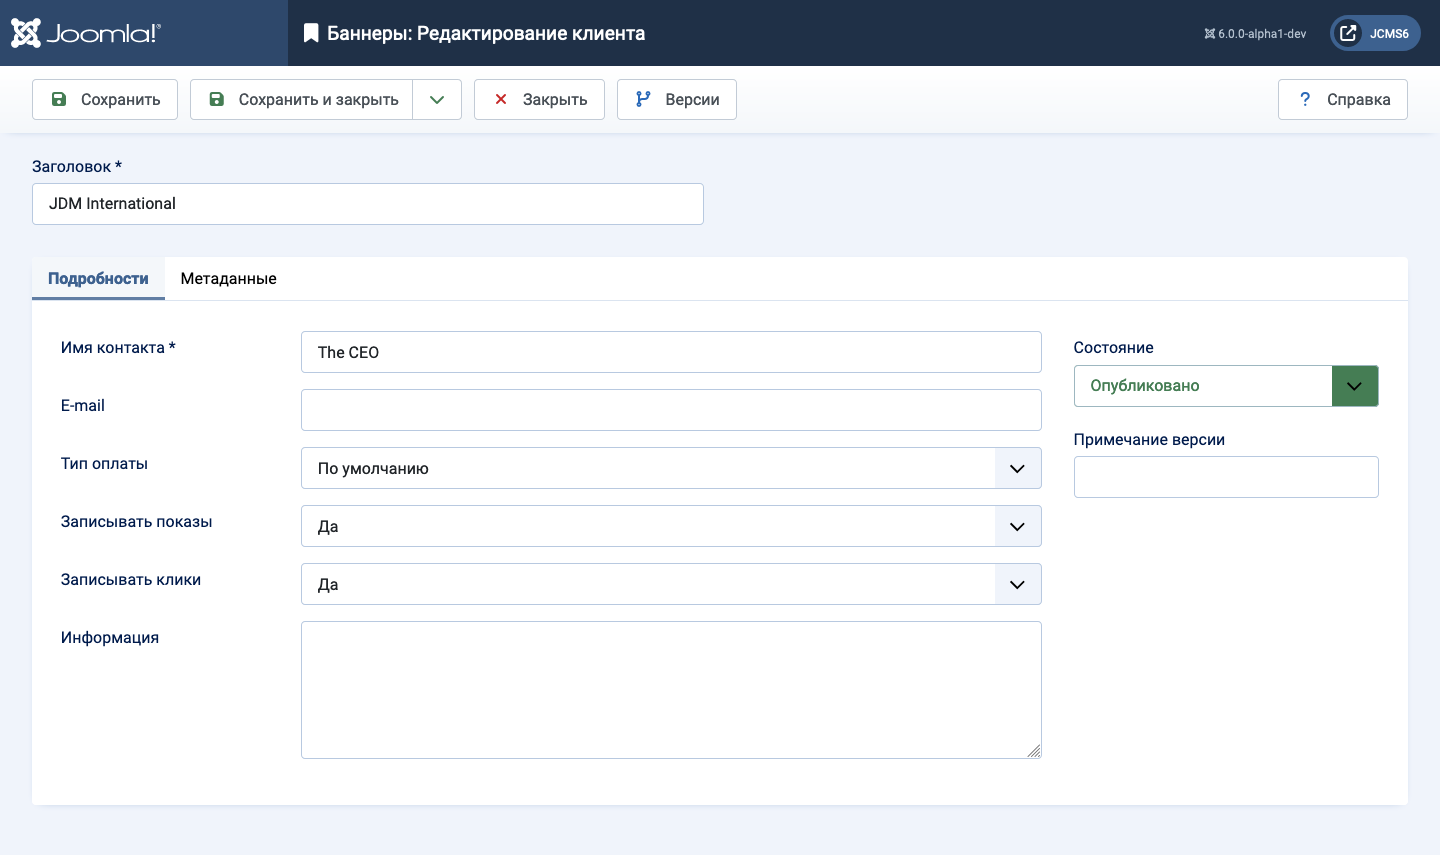 Joomla!®
Баннеры: Редактирование клиента
6.0.0-alpha1-dev
JCMS6
Сохранить
Сохранить и закрыть
Закрыть
Версии
? Справка
Заголовок *
JDM International
Подробности
Метаданные
Имя контакта *
The CEO
E-mail
Тип оплаты
По умолчанию
Записывать показы
Да
Записывать клики
Да
Информация
Состояние
Опубликовано
Примечание версии